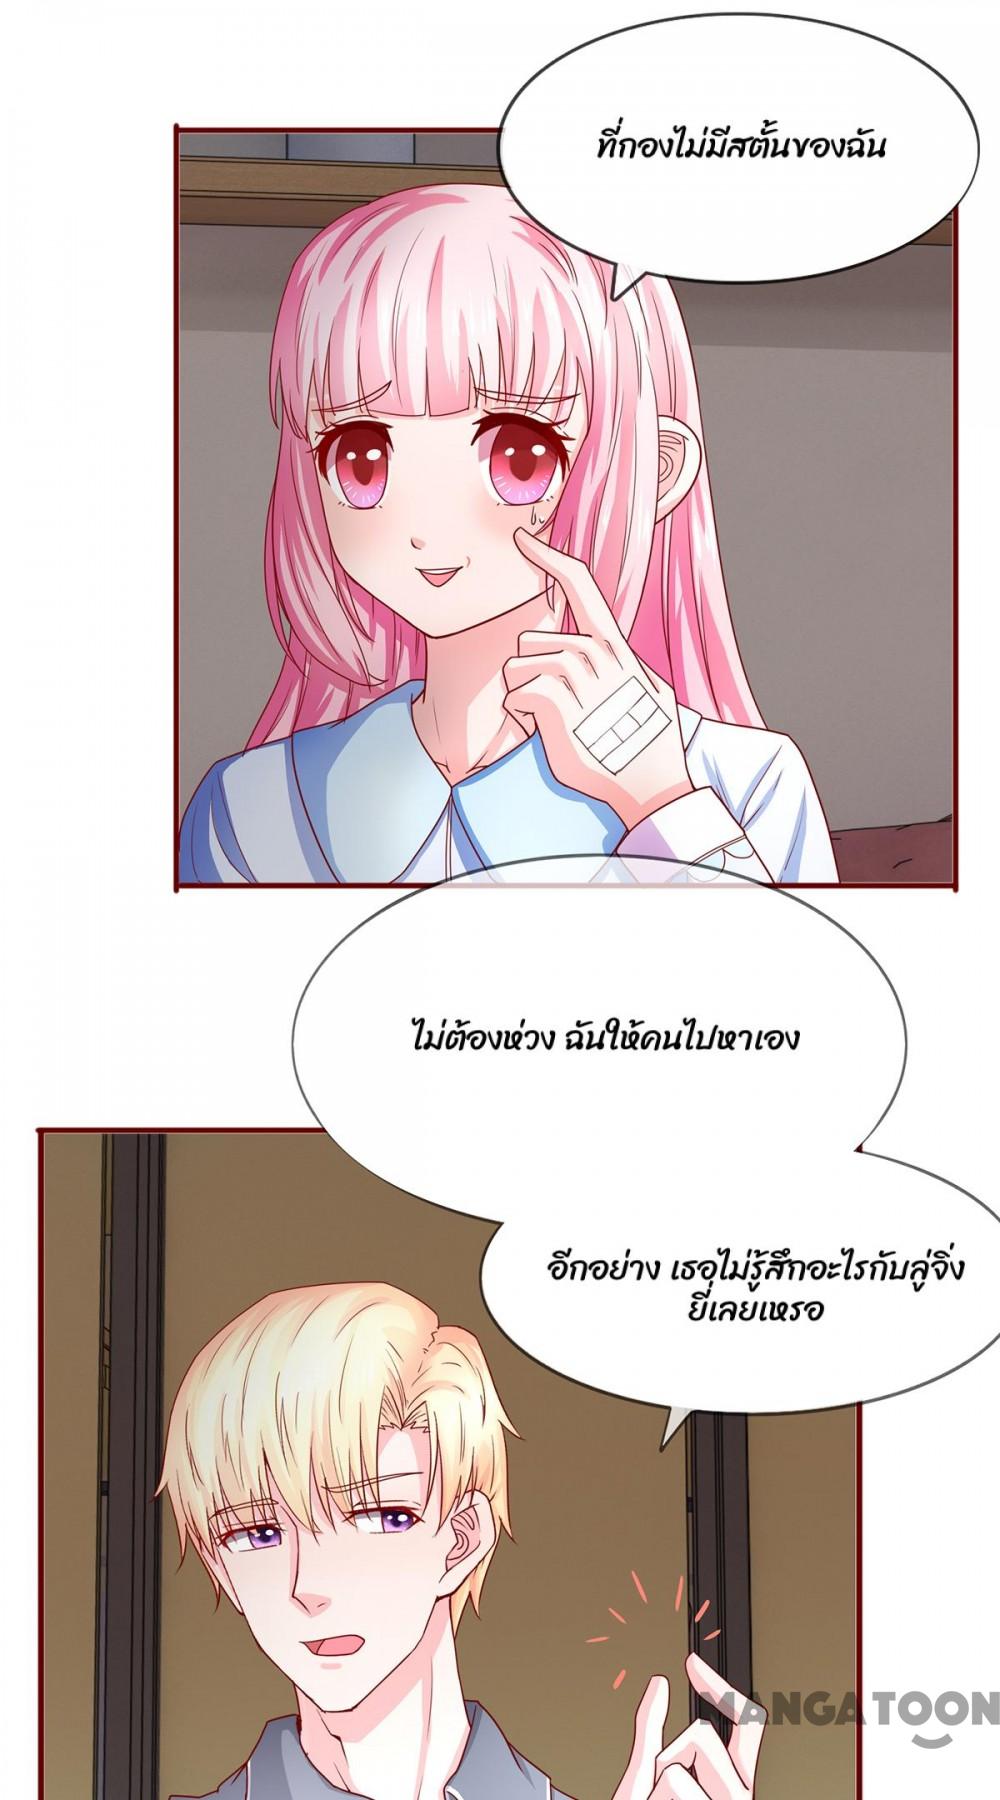 ที่กองไม่มีสตั้นของฉัน
ไม่ต้องห่วง ฉันให้คนไปหาเอง
อีกอย่าง เธอไม่รู้สึกอะไรกับลู่จิ่ง
ยี่เลยเหรอ
MANGATOON